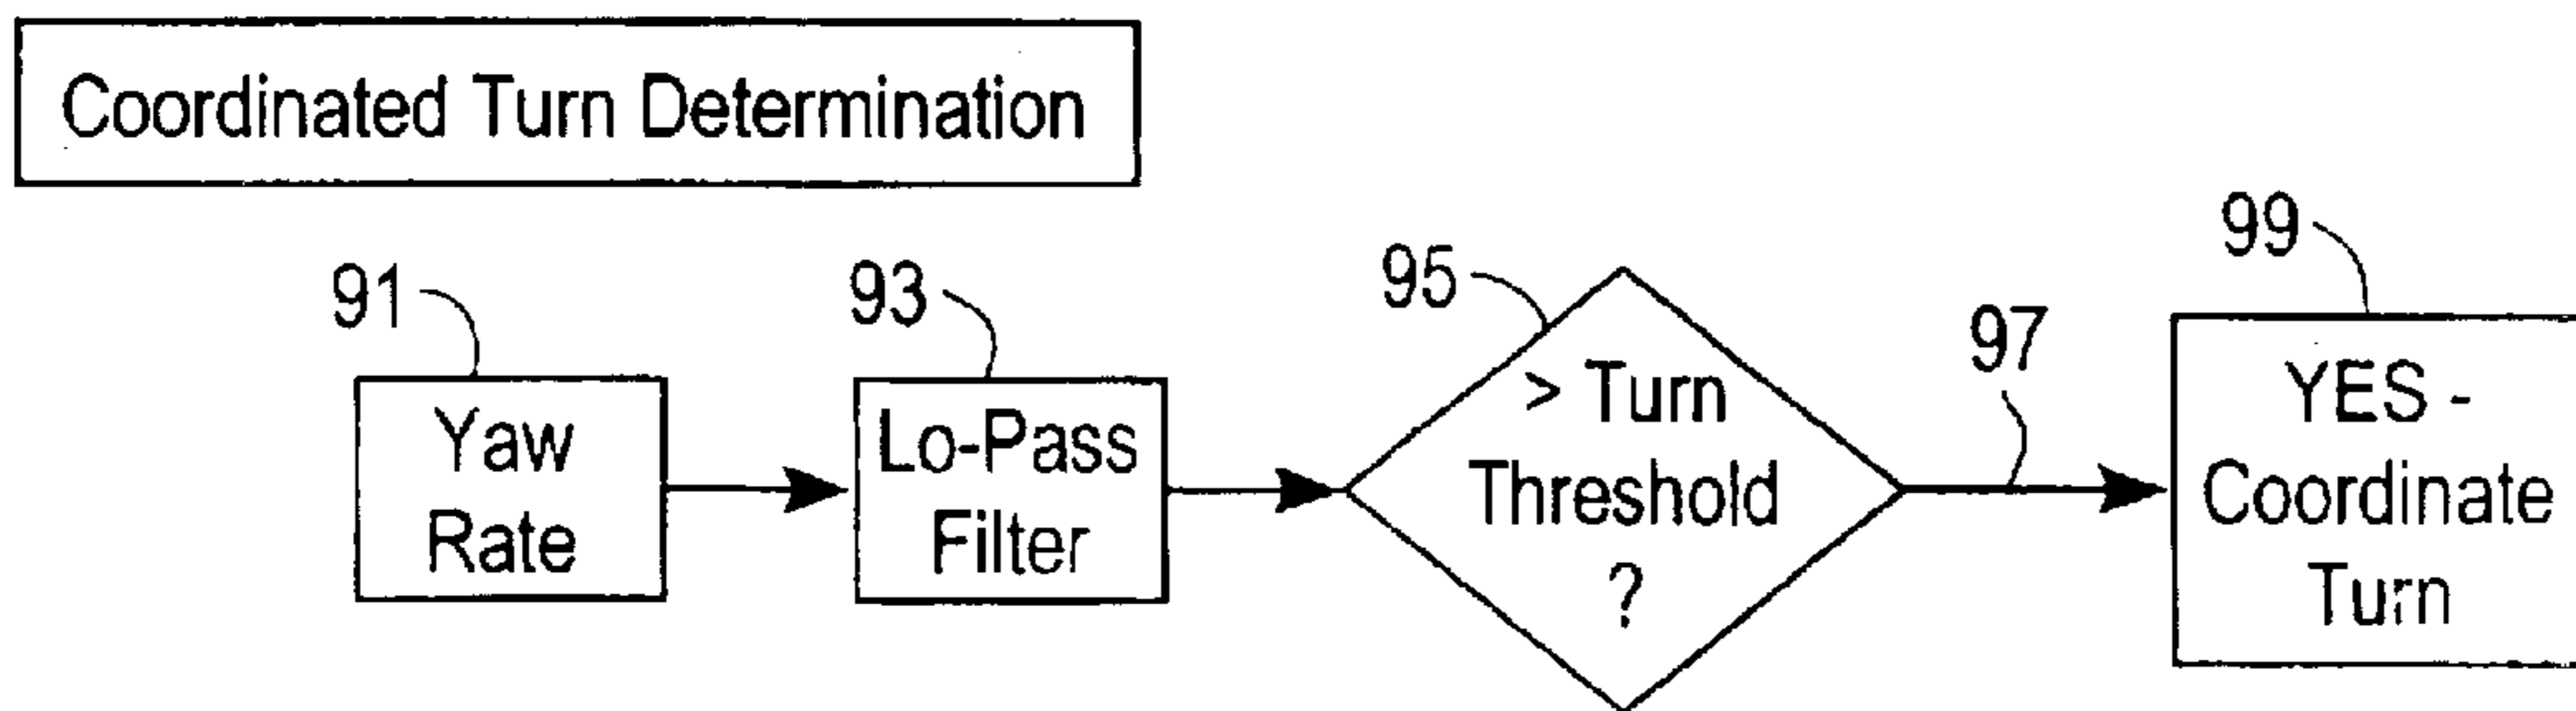 Coordinated Turn Determination
91
93
95
97
99
Yaw
Rate
Lo-Pass
Filter
> Turn
Threshold
?
YES -
Coordinate
Turn